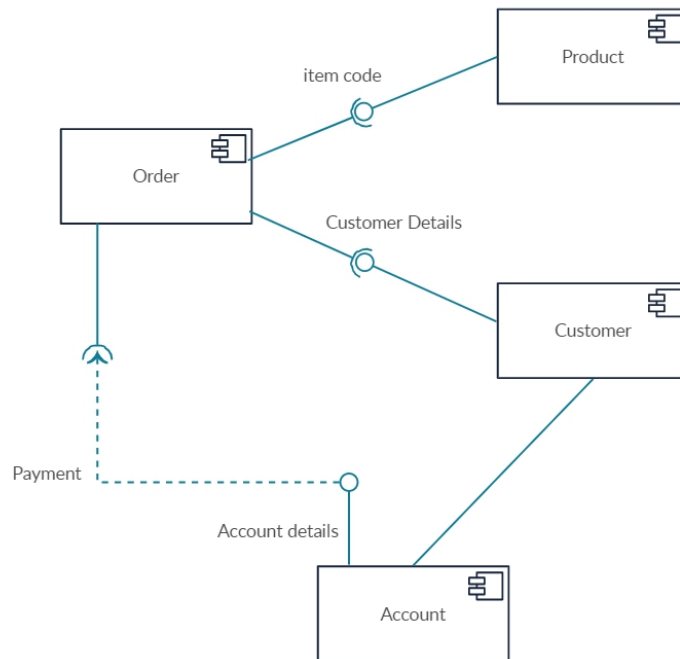 Product
item code
Order
Customer Details
Customer
Payment
Account details
Account